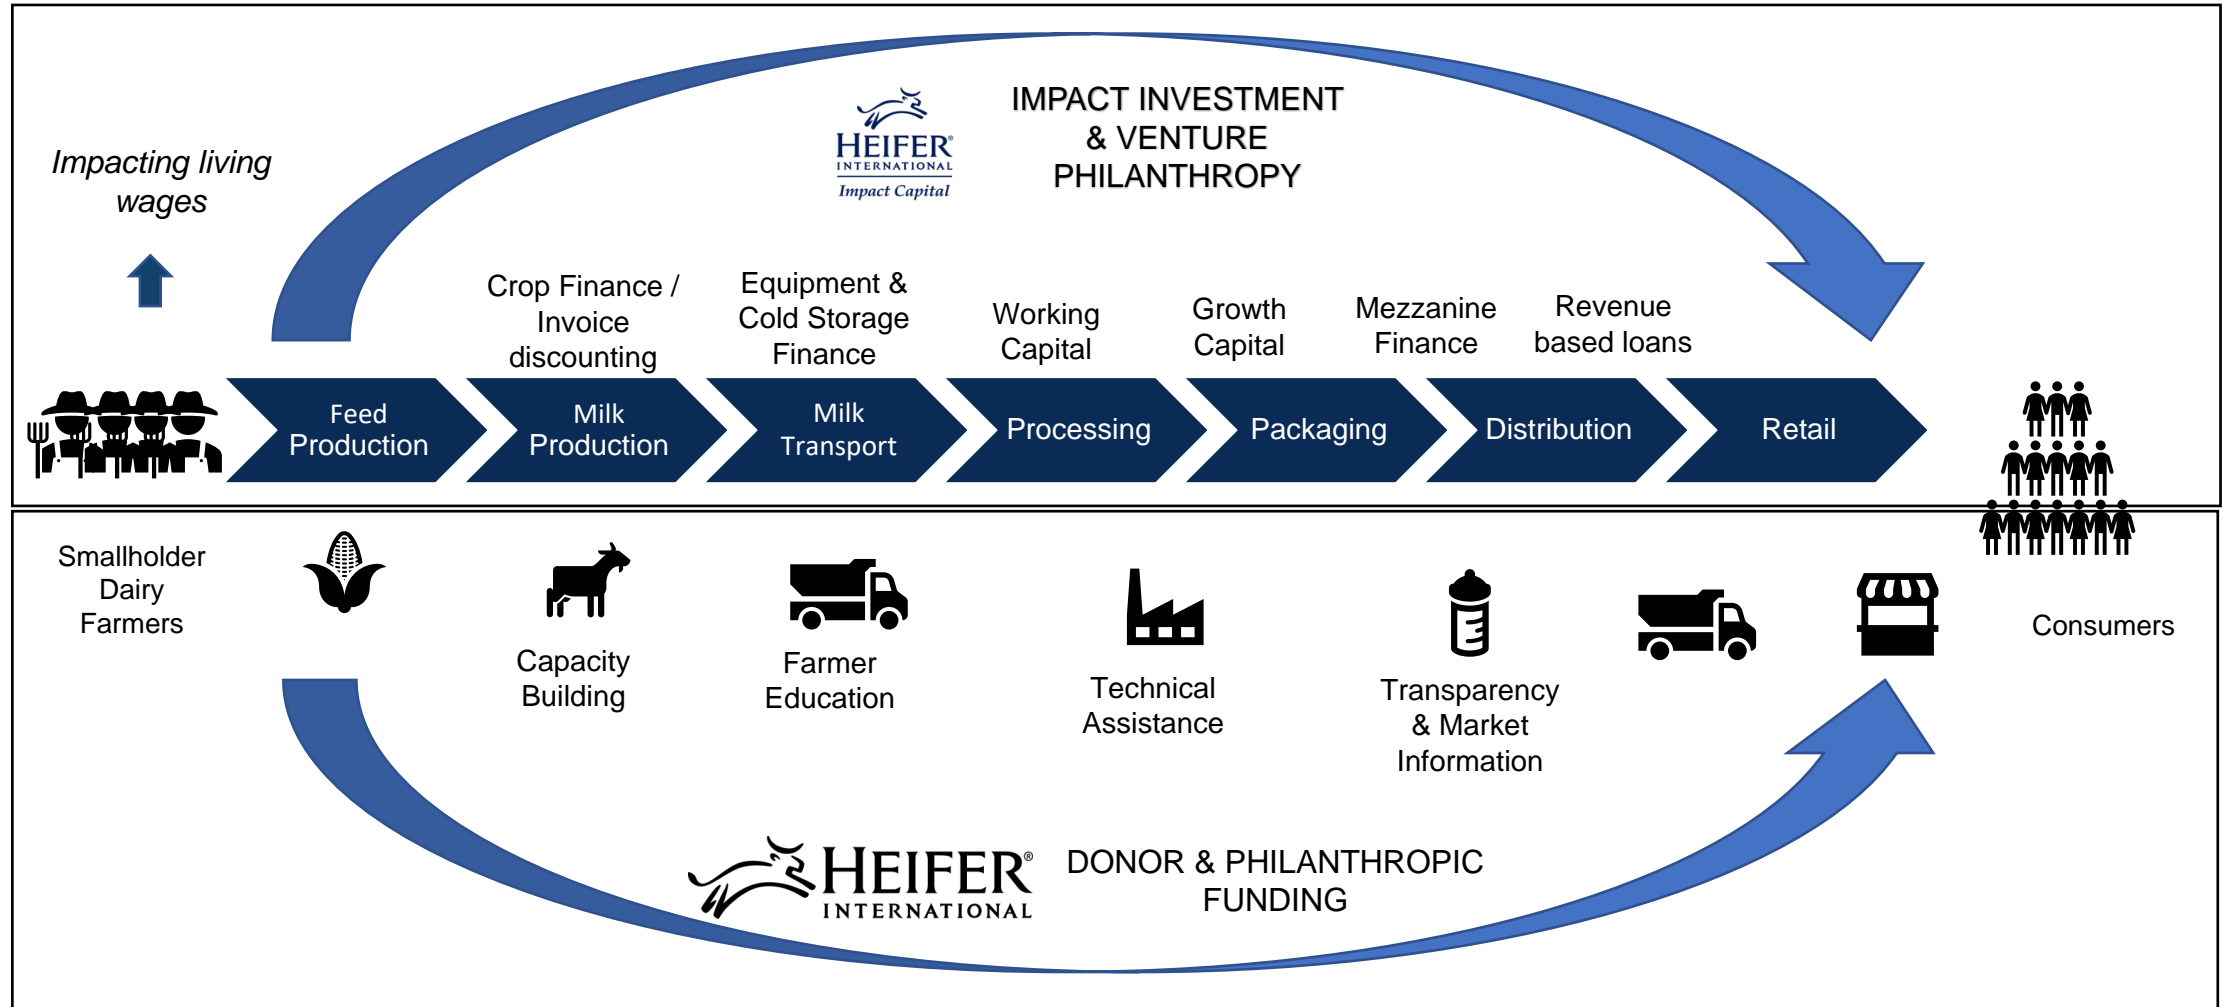 IMPACT INVESTMENT
& VENTURE
PHILANTHROPY
HEIFER®
INTERNATIONAL
Impact Capital
Impacting living
wages
Crop Finance /
Invoice
discounting
Equipment &
Cold Storage
Finance
Working
Capital
Growth
Capital
Mezzanine
Finance
Revenue
based loans
Feed
Production
Milk
Production
Milk
Transport
Processing
Packaging
Distribution
Retail
Smallholder
Dairy
Farmers
Capacity
Building
Farmer
Education
Technical
Assistance
Transparency
& Market
Information
Consumers
HEIFER®
INTERNATIONAL
DONOR & PHILANTHROPIC
FUNDING